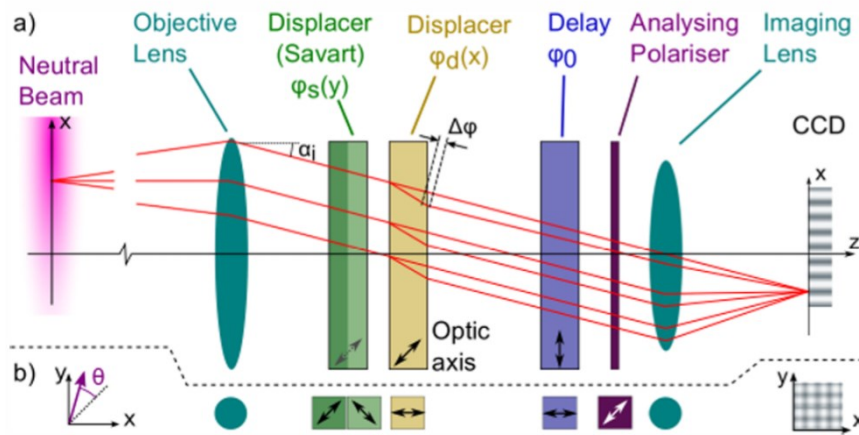 a)
Neutral
Beam
Objective
Lens
Displacer
(Savart)
φs(y)
Displacer
φd(x)
Delay
φ0
Analysing
Polariser
Imaging
Lens
CCD
x
αi
Δφ
x
z
Optic
axis
b)
y
θ
x
y
x